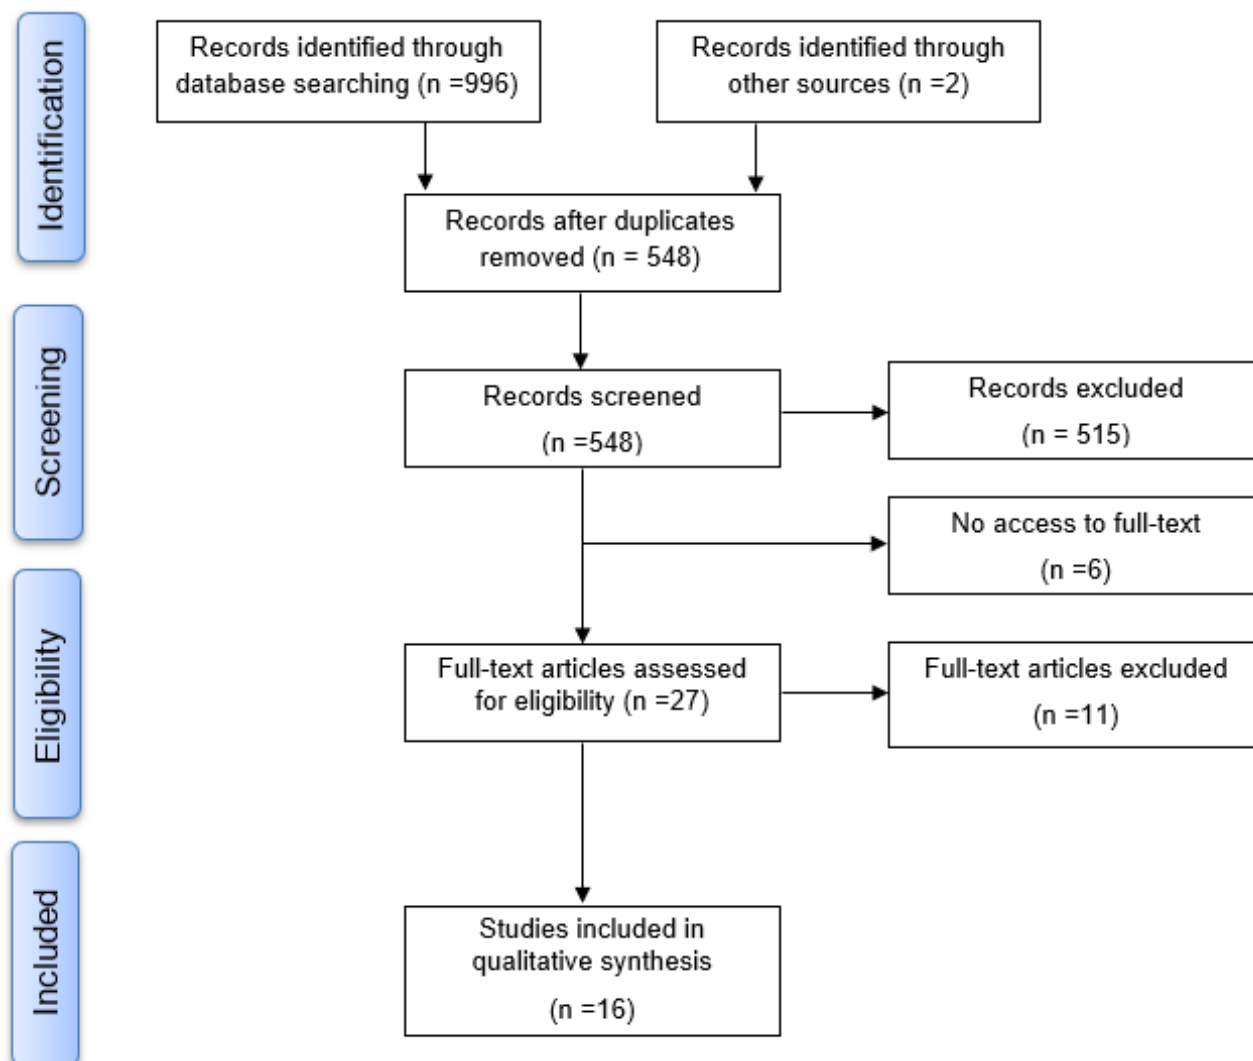 Identification
Records identified through
database searching (n =996)
Records identified through
other sources (n =2)
Records after duplicates
removed (n = 548)
Screening
Records screened
(n =548)
Records excluded
(n = 515)
No access to full-text
(n =6)
Eligibility
Full-text articles assessed
for eligibility (n =27)
Full-text articles excluded
(n =11)
Included
Studies included in
qualitative synthesis
(n =16)